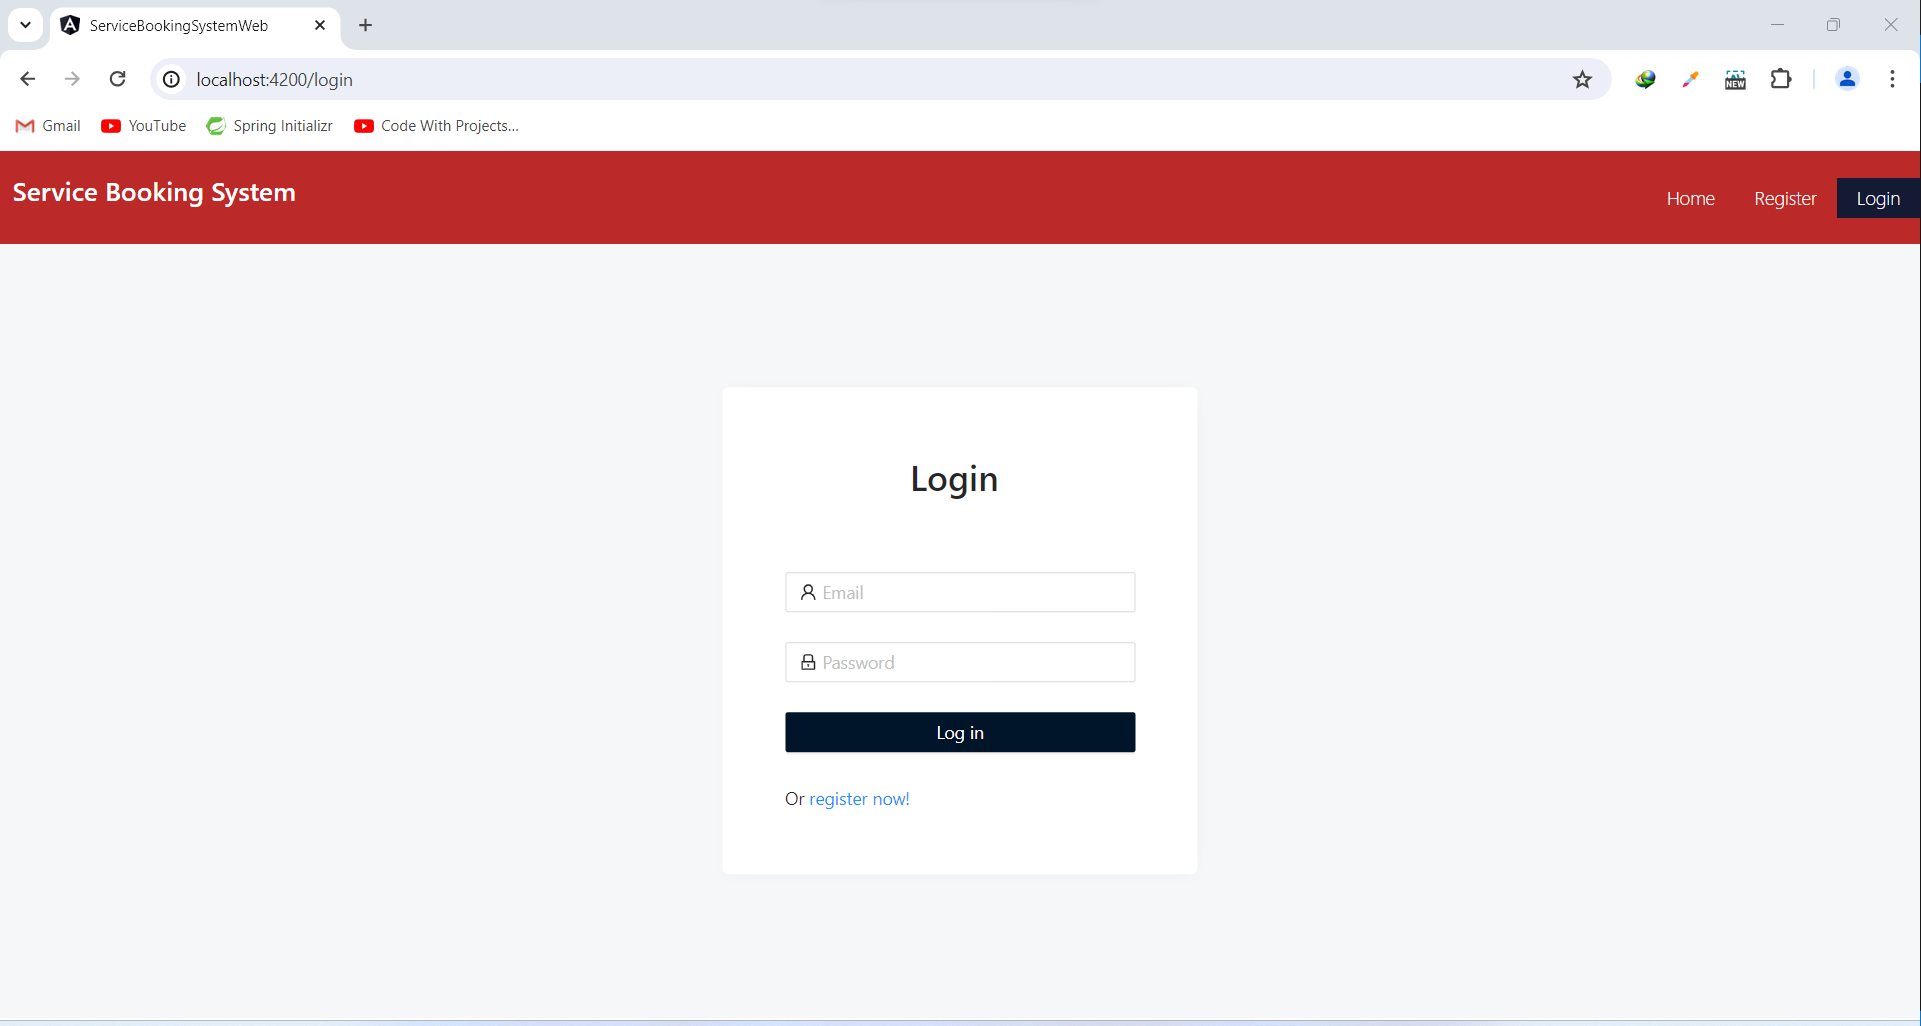 ServiceBookingSystemWeb
localhost:4200/login
NEW
Gmail YouTube Spring Initializr Code With Projects...
Service Booking System
Home Register Login
Login
Email
Password
Log in
Or register now!